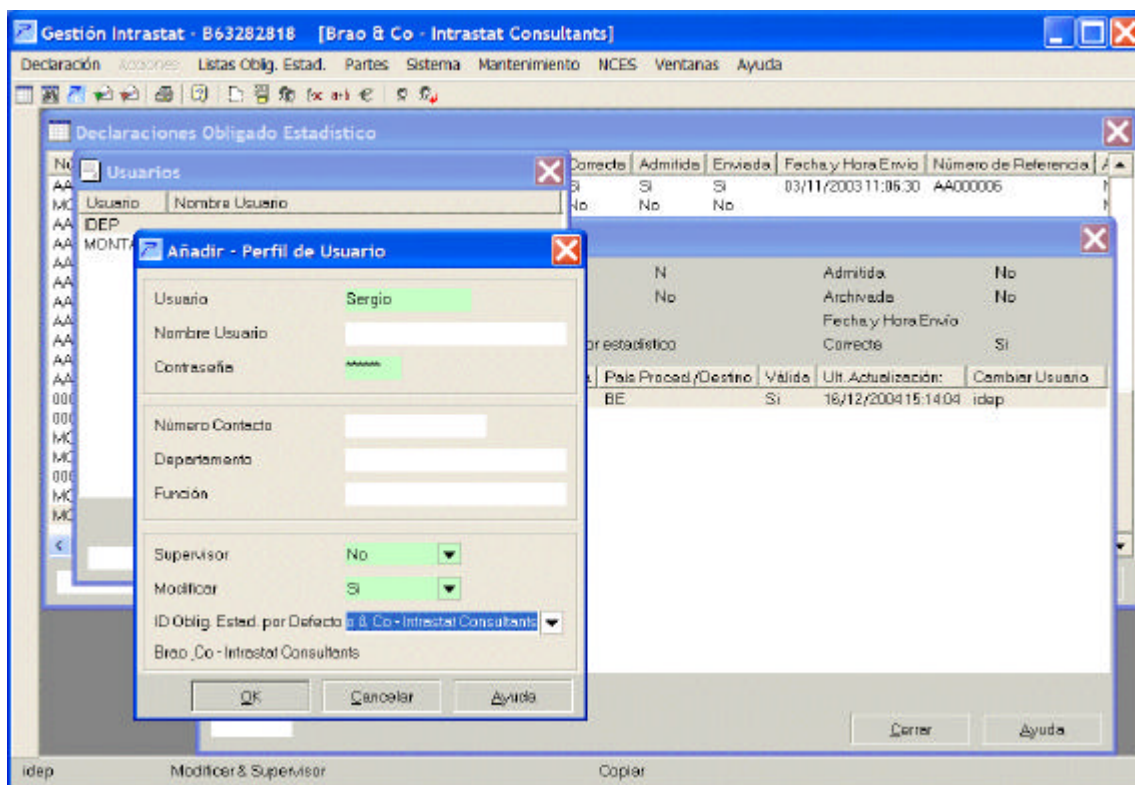 Gestión Intrastat - B63282818 [Brao & Co - Intrastat Consultants]
Declaración Acciones Listas Oblig. Estad. Partes Sistema Mantenimiento NCES Ventanas Ayuda
Declaraciones Obligado Estadístico
Correcta Admitida Enviada Fecha y Hora Envío Número de Referencia
Si Si Si 03/11/2003 11:06:30 AA000006
No No No
Usuarios
Usuario Nombre Usuario
IDEP
MONTA
Añadir - Perfil de Usuario
Usuario Sergio
Nombre Usuario
Contraseña ******
Número Contacto
Departamento
Función
Supervisor No
Modificar Si
ID Oblig. Estad. por Defecto o & Co - Intrastat Consultants
Brao _Co - Intrastat Consultants
OK Cancelar Ayuda
N Admitida No
No Archivada No
Fecha y Hora Envío
or estadístico Correcta Si
País Proced./Destino Válida Ult. Actualización: Cambiar Usuario
BE Si 16/12/2004 15:14:04 idep
Cerrar Ayuda
idep Modificar & Supervisor Copiar